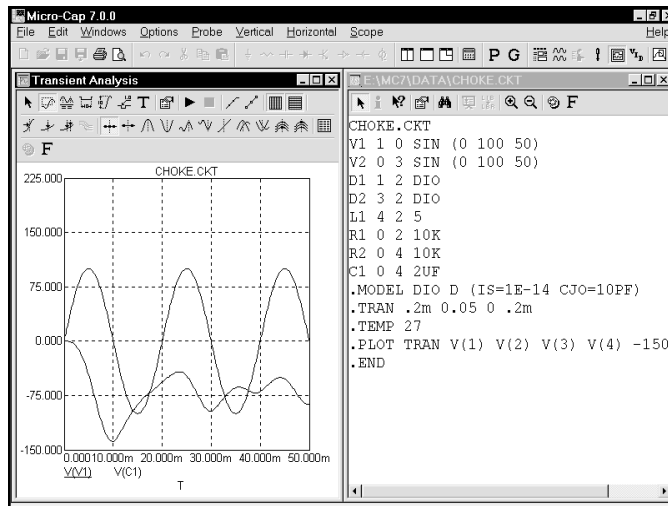 Micro-Cap 7.0.0
File Edit Windows Options Probe Vertical Horizontal Scope Help
P G
Transient Analysis
T
F
CHOKE.CKT
225.000
150.000
75.000
0.000
-75.000
-150.000
0.000 10.000m 20.000m 30.000m 40.000m 50.000m
V(V1) V(C1)
T
E:\MC7\DATA\CHOKE.CKT
F
CHOKE.CKT
V1 1 0 SIN (0 100 50)
V2 0 3 SIN (0 100 50)
D1 1 2 DIO
D2 3 2 DIO
L1 4 2 5
R1 0 2 10K
R2 0 4 10K
C1 0 4 2UF
.MODEL DIO D (IS=1E-14 CJO=10PF)
.TRAN .2m 0.05 0 .2m
.TEMP 27
.PLOT TRAN V(1) V(2) V(3) V(4) -150
.END